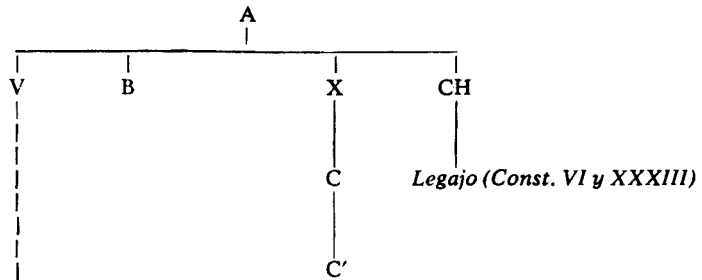 A
V B X CH
C Legajo (Const. VI y XXXIII)
C′